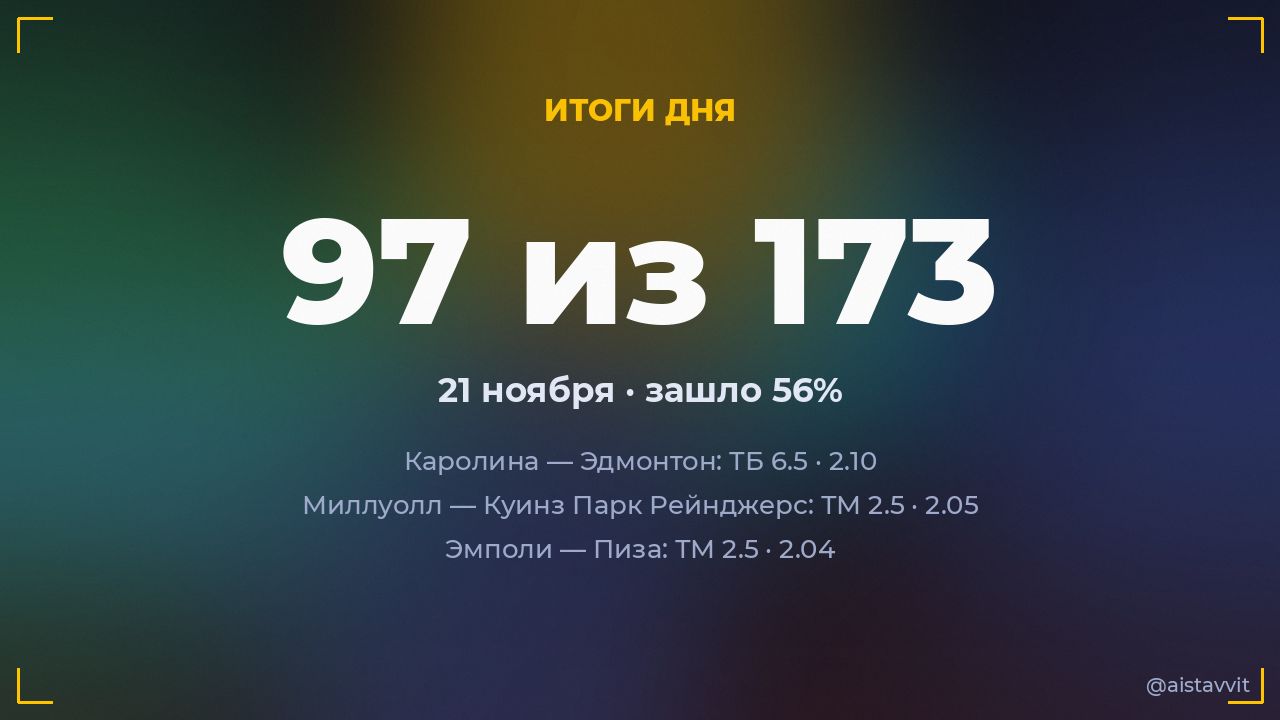 ИТОГИ ДНЯ
97 из 173
21 ноября · зашло 56%
Каролина — Эдмонтон: ТБ 6.5 · 2.10
Миллуолл — Куинз Парк Рейнджерс: ТМ 2.5 · 2.05
Эмполи — Пиза: ТМ 2.5 · 2.04
@aistavvit